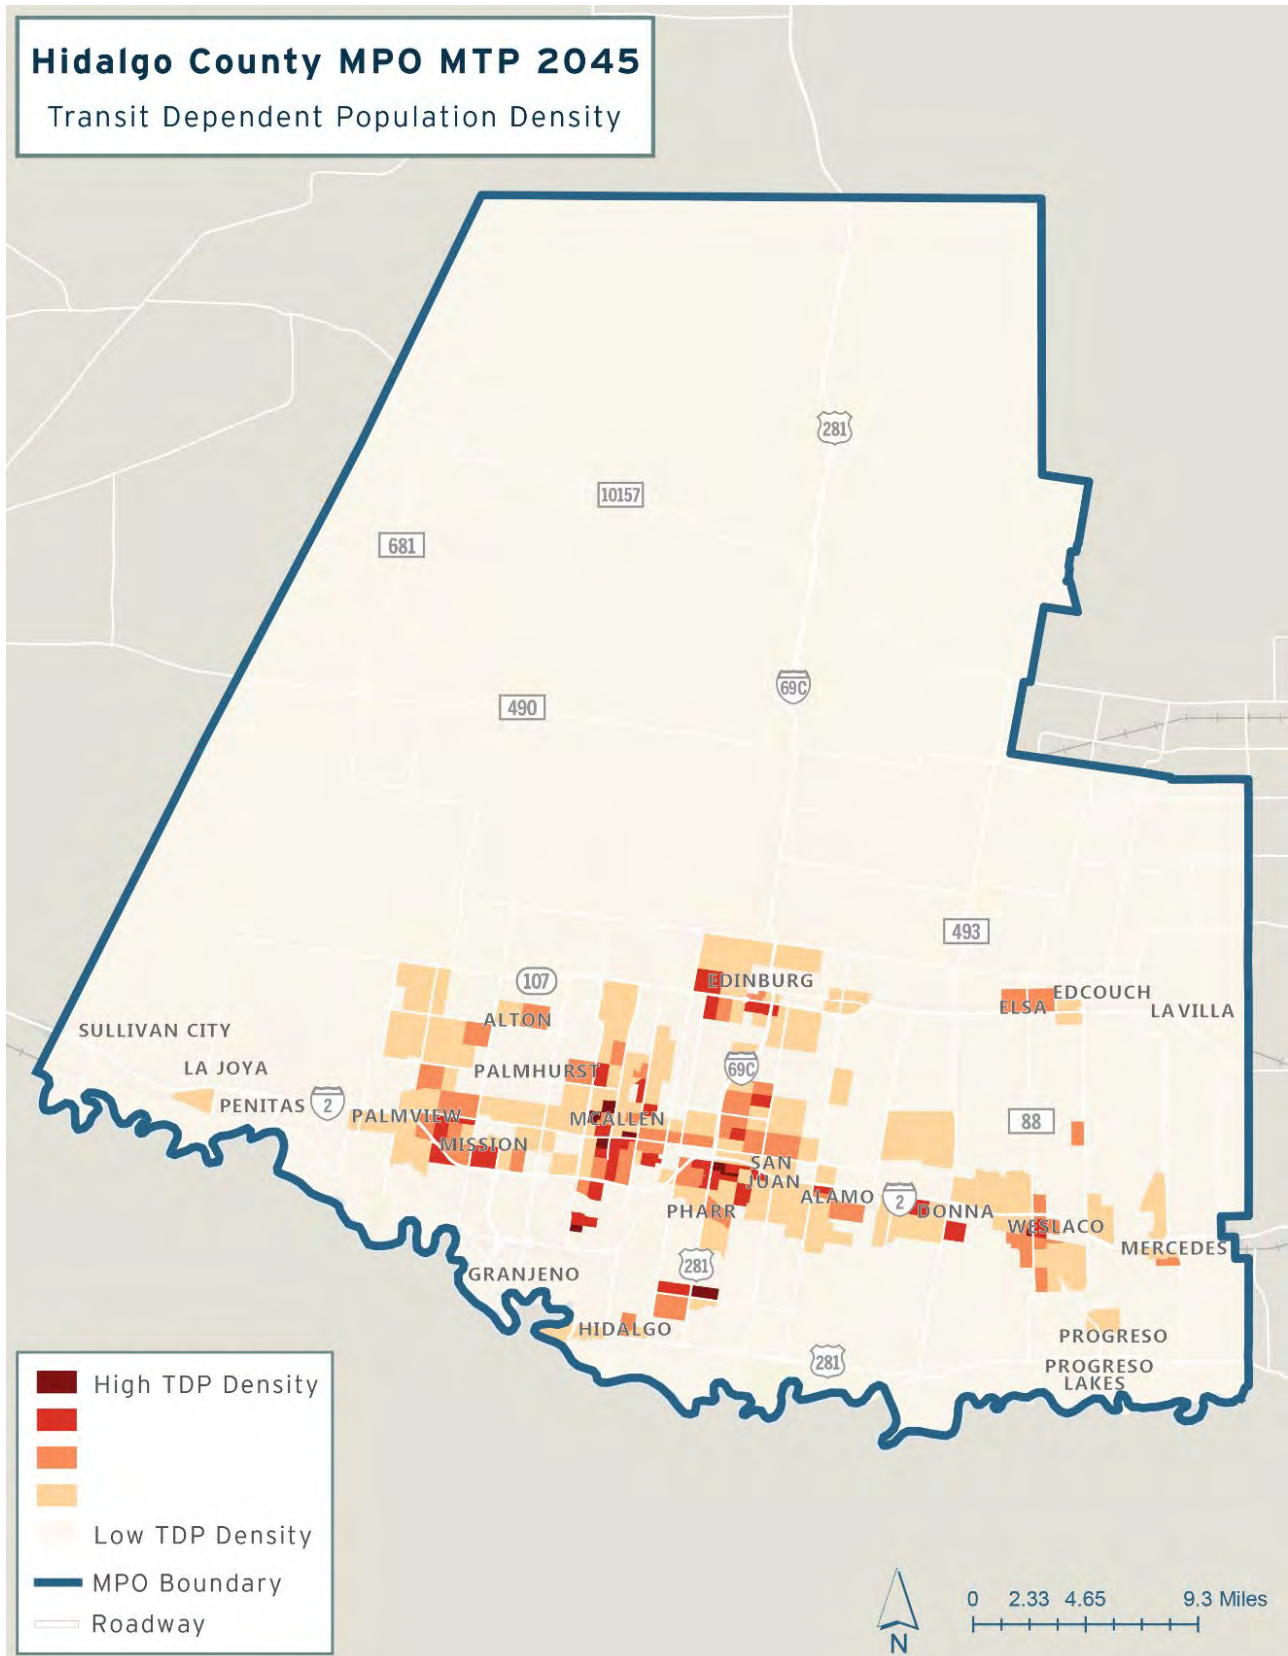 Hidalgo County MPO MTP 2045
Transit Dependent Population Density
281
10157
681
69C
490
493
107
EDINBURG
EDCOUCH
ELSA
LA VILLA
ALTON
SULLIVAN CITY
LA JOYA
PALMHURST
69C
PENITAS
2
PALMVIEW
MCALLEN
88
MISSION
SAN
JUAN
ALAMO
2
DONNA
PHARR
WESLACO
MERCEDES
GRANJENO
281
HIDALGO
PROGRESO
281
PROGRESO
LAKES
High TDP Density
Low TDP Density
MPO Boundary
Roadway
N
0 2.33 4.65 9.3 Miles